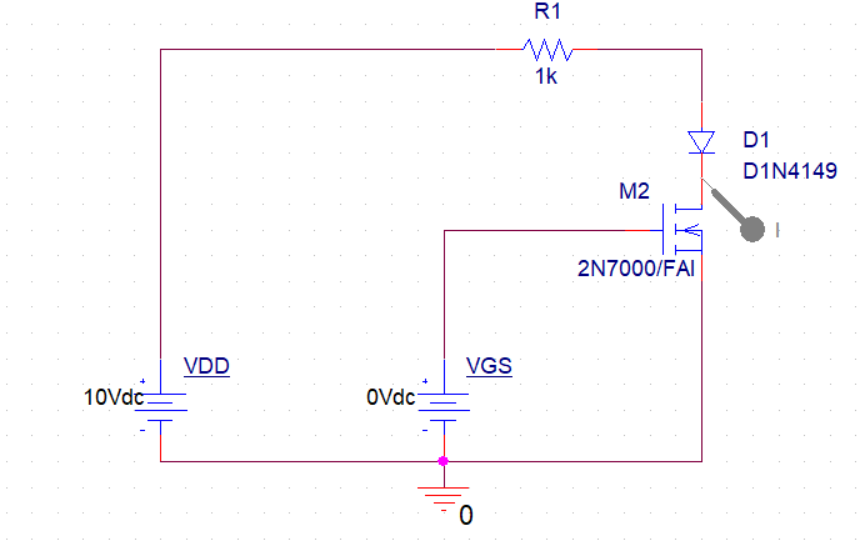 R1
1k
D1
D1N4149
M2
I
2N7000/FAI
VDD
VGS
10Vdc
0Vdc
+
+
-
-
0